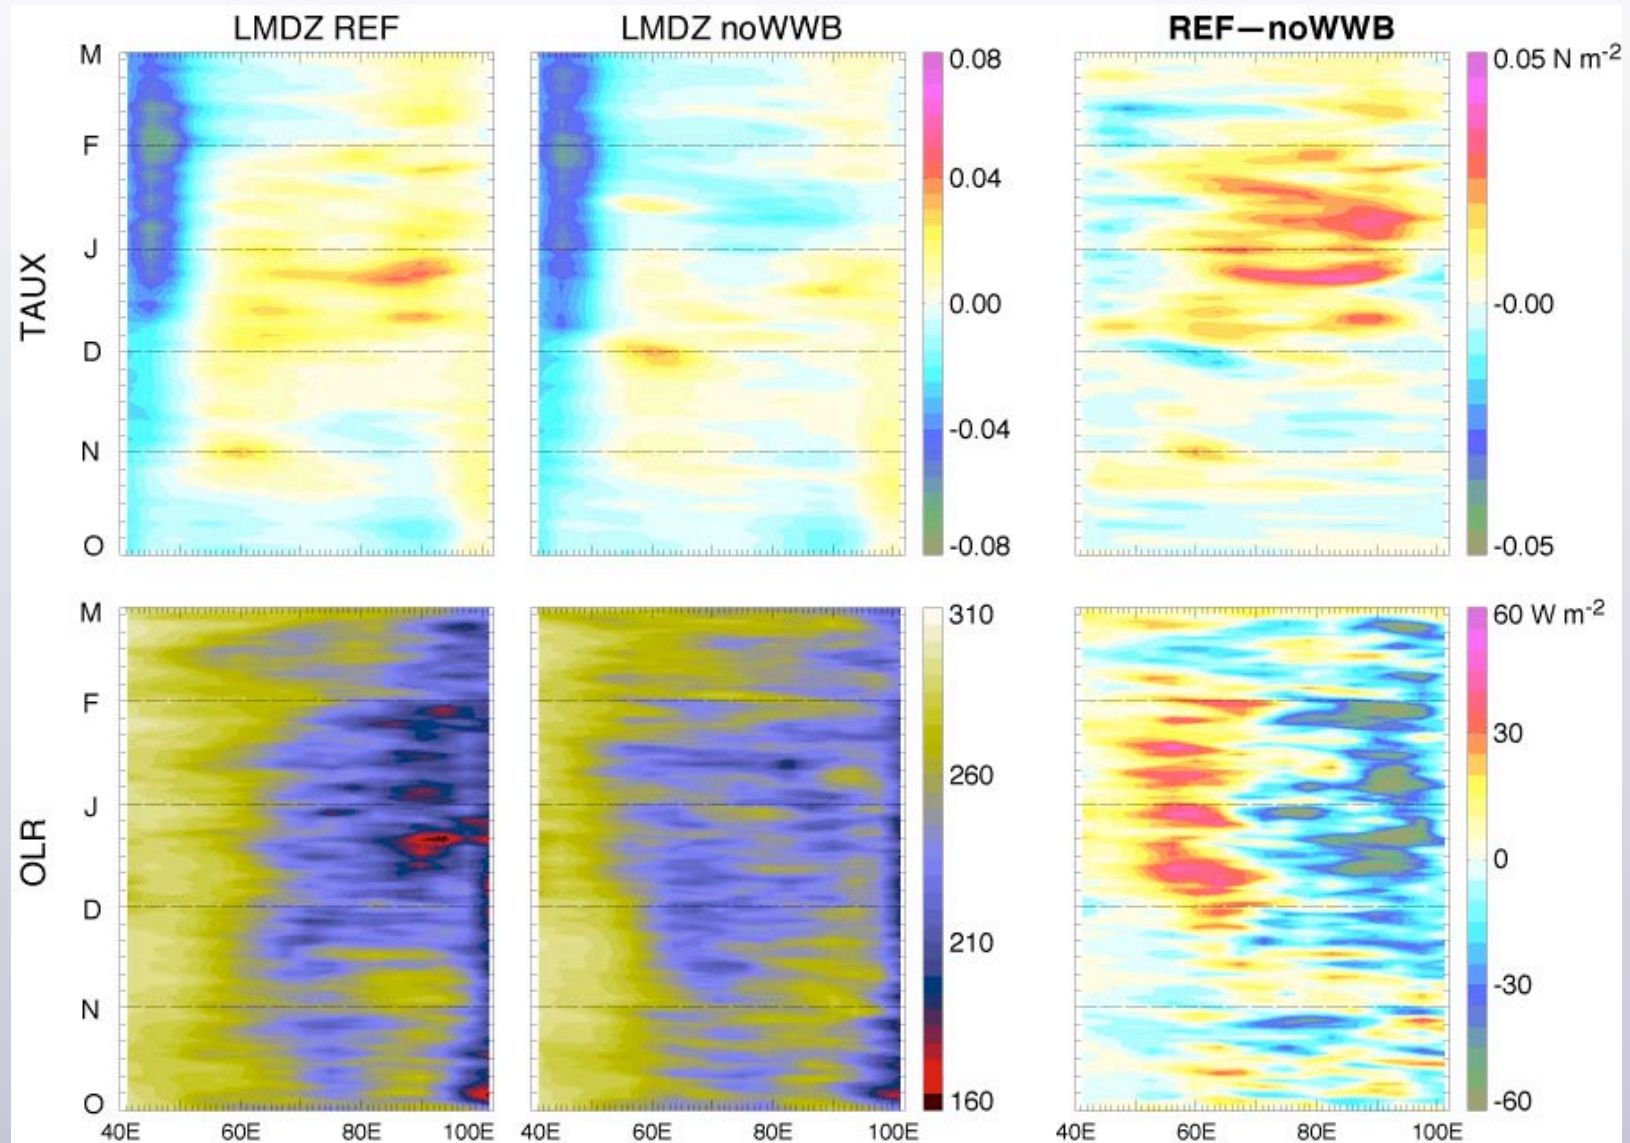 LMDZ REF
LMDZ noWWB
REF—noWWB
TAUX
M
F
J
D
N
O
0.08
0.04
0.00
-0.04
-0.08
0.05 N m-2
-0.00
-0.05
OLR
M
F
J
D
N
O
310
260
210
160
60 W m-2
30
0
-30
-60
40E 60E 80E 100E
40E 60E 80E 100E
40E 60E 80E 100E